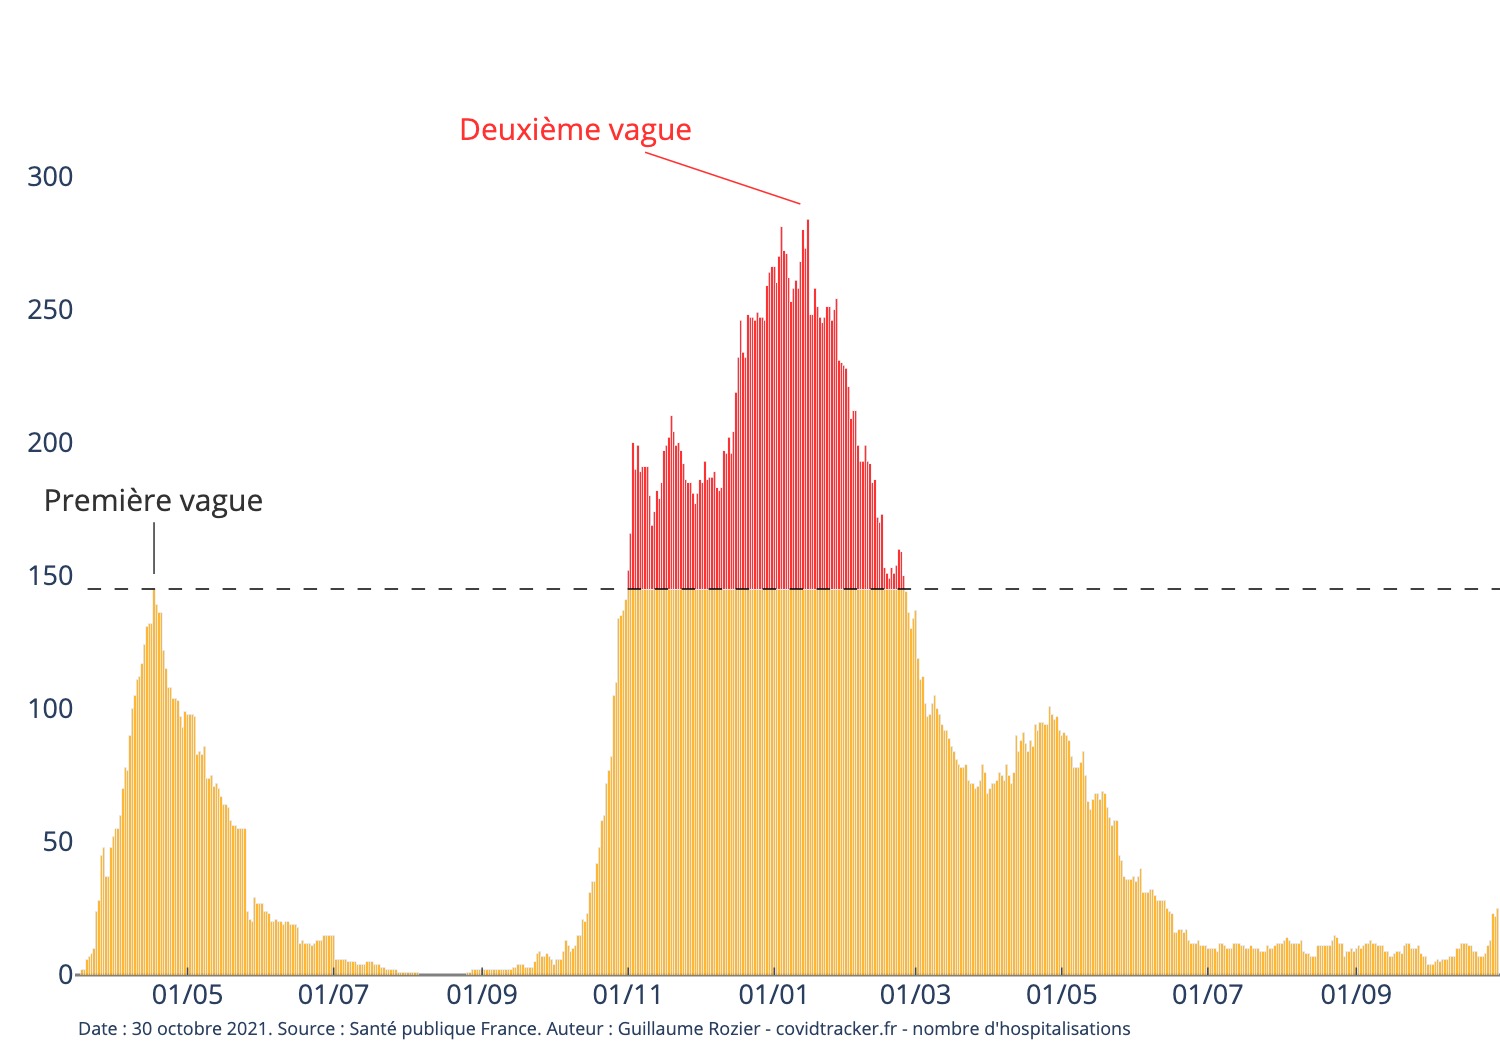 Deuxième vague
300
250
200
Première vague
150
100
50
0
01/05 01/07 01/09 01/11 01/01 01/03 01/05 01/07 01/09
Date : 30 octobre 2021. Source : Santé publique France. Auteur : Guillaume Rozier - covidtracker.fr - nombre d'hospitalisations